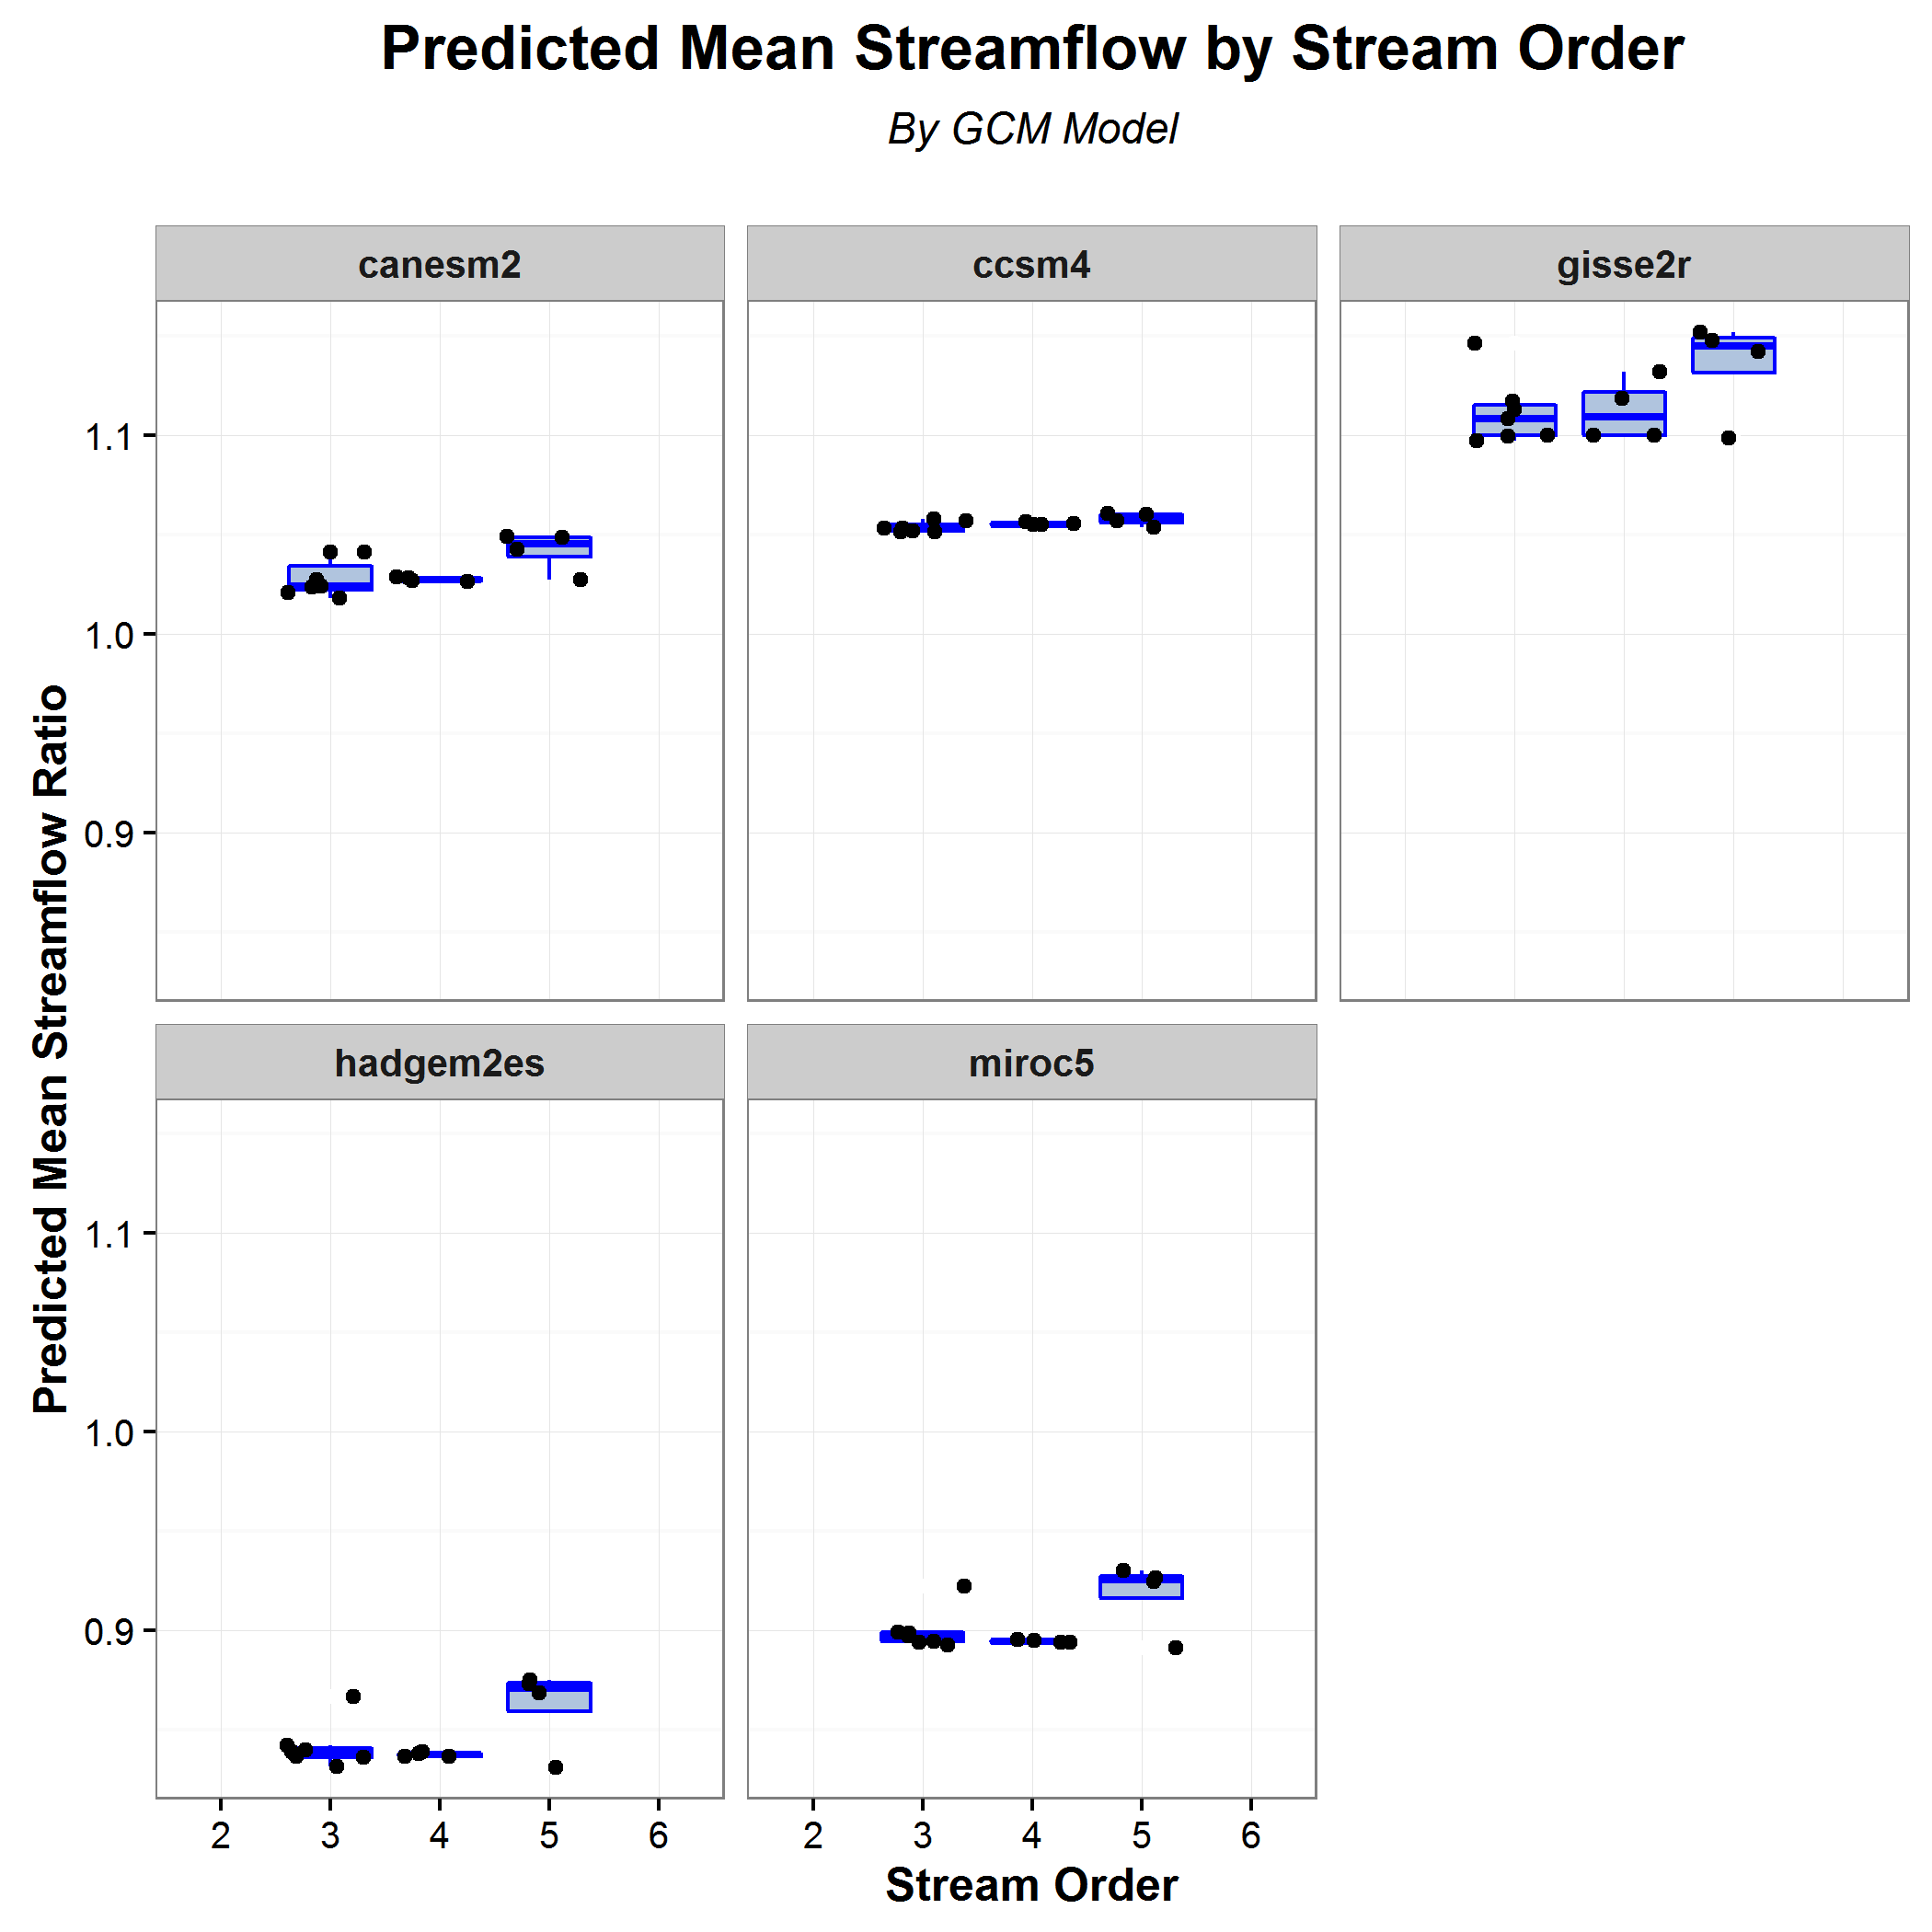 Predicted Mean Streamflow by Stream Order
By GCM Model
canesm2
ccsm4
gisse2r
1.1
1.0
0.9
Predicted Mean Streamflow Ratio
hadgem2es
miroc5
1.1
1.0
0.9
2 3 4 5 6
2 3 4 5 6
Stream Order